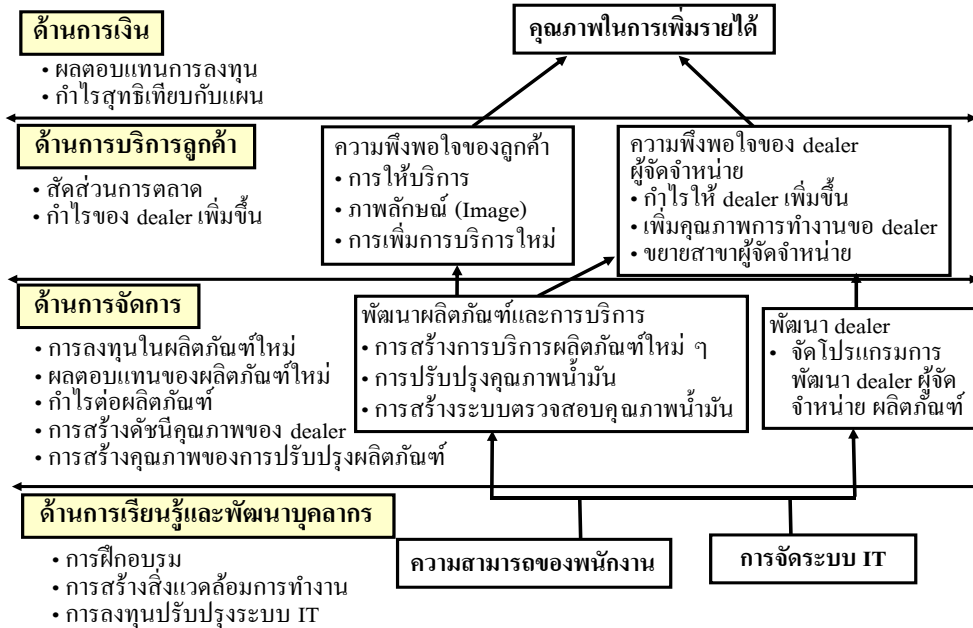 ด้านการเงิน
• ผลตอบแทนการลงทุน
• กำไรสุทธิเทียบกับแผน
คุณภาพในการเพิ่มรายได้
ด้านการบริการลูกค้า
• สัดส่วนการตลาด
• กำไรของ dealer เพิ่มขึ้น
ความพึงพอใจของลูกค้า
• การให้บริการ
• ภาพลักษณ์ (Image)
• การเพิ่มการบริการใหม่
ความพึงพอใจของ dealer
ผู้จัดจำหน่าย
• กำไรให้ dealer เพิ่มขึ้น
• เพิ่มคุณภาพการทำงานขอ dealer
• ขยายสาขาผู้จัดจำหน่าย
ด้านการจัดการ
• การลงทุนในผลิตภัณฑ์ใหม่
• ผลตอบแทนของผลิตภัณฑ์ใหม่
• กำไรต่อผลิตภัณฑ์
• การสร้างดัชนีคุณภาพของ dealer
• การสร้างคุณภาพของการปรับปรุงผลิตภัณฑ์
พัฒนาผลิตภัณฑ์และการบริการ
• การสร้างการบริการผลิตภัณฑ์ใหม่ ๆ
• การปรับปรุงคุณภาพน้ำมัน
• การสร้างระบบตรวจสอบคุณภาพน้ำมัน
พัฒนา dealer
• จัดโปรแกรมการ
พัฒนา dealer ผู้จัด
จำหน่าย ผลิตภัณฑ์
ด้านการเรียนรู้และพัฒนาบุคลากร
• การฝึกอบรม
• การสร้างสิ่งแวดล้อมการทำงาน
• การลงทุนปรับปรุงระบบ IT
ความสามารถของพนักงาน
การจัดระบบ IT